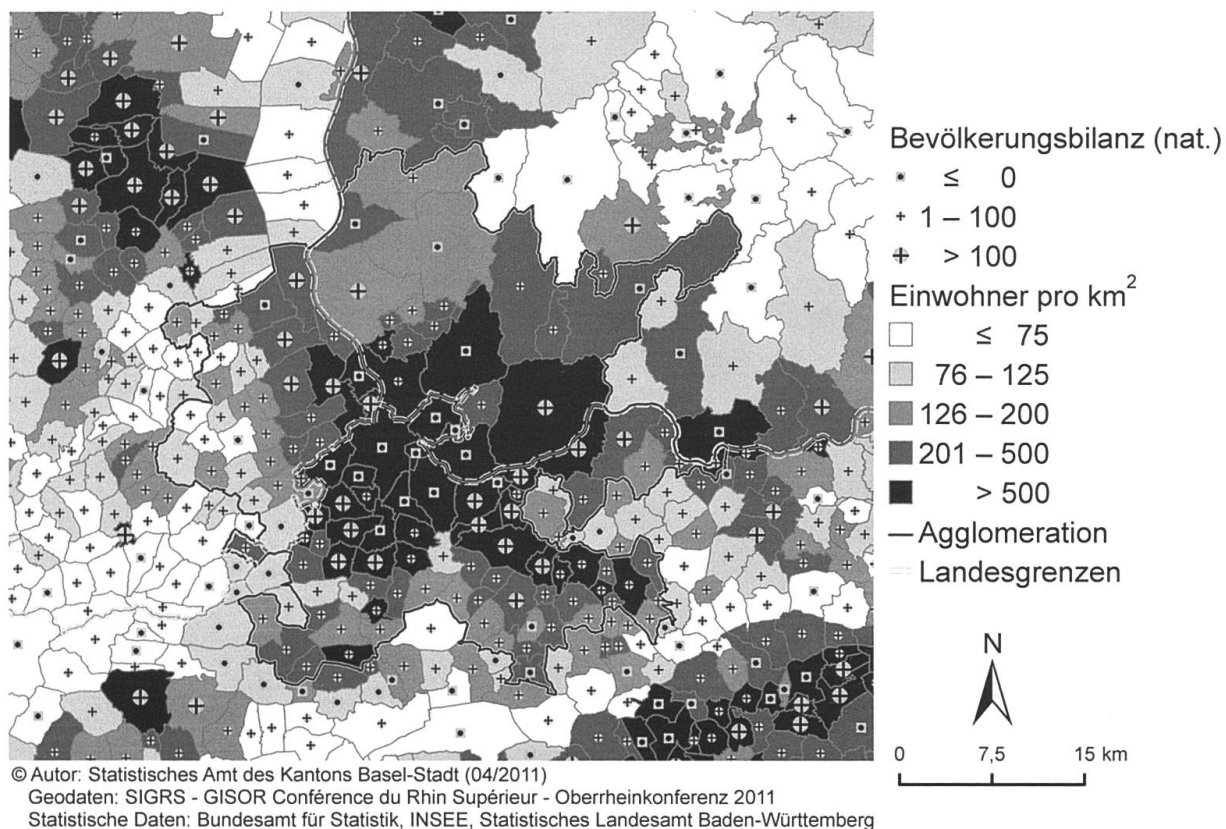 Bevölkerungsbilanz (nat.)
≤ 0
1 – 100
> 100
Einwohner pro km²
≤ 75
76 – 125
126 – 200
201 – 500
> 500
Agglomeration
Landesgrenzen
N
0 7,5 15 km
© Autor: Statistisches Amt des Kantons Basel-Stadt (04/2011)
Geodaten: SIGRS - GISOR Conférence du Rhin Supérieur - Oberrheinkonferenz 2011
Statistische Daten: Bundesamt für Statistik, INSEE, Statistisches Landesamt Baden-Württemberg